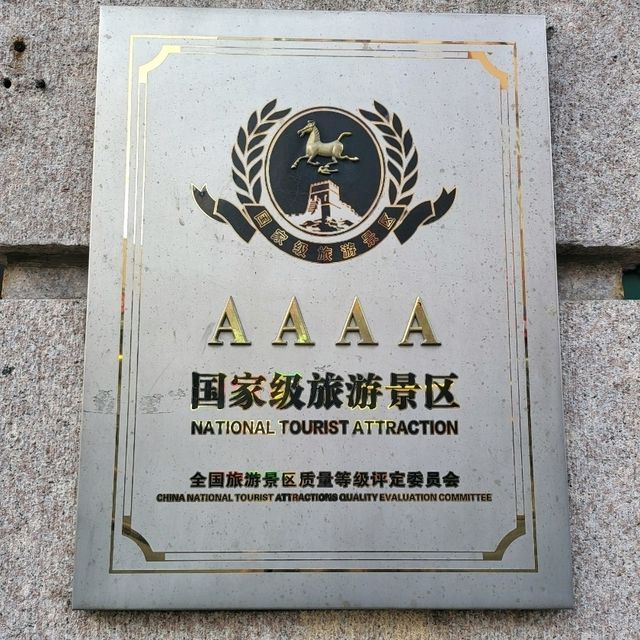 国家级旅游景区
AAAA
国家级旅游景区
NATIONAL TOURIST ATTRACTION
全国旅游景区质量等级评定委员会
CHINA NATIONAL TOURIST ATTRACTIONS QUALITY EVALUATION COMMITTEE